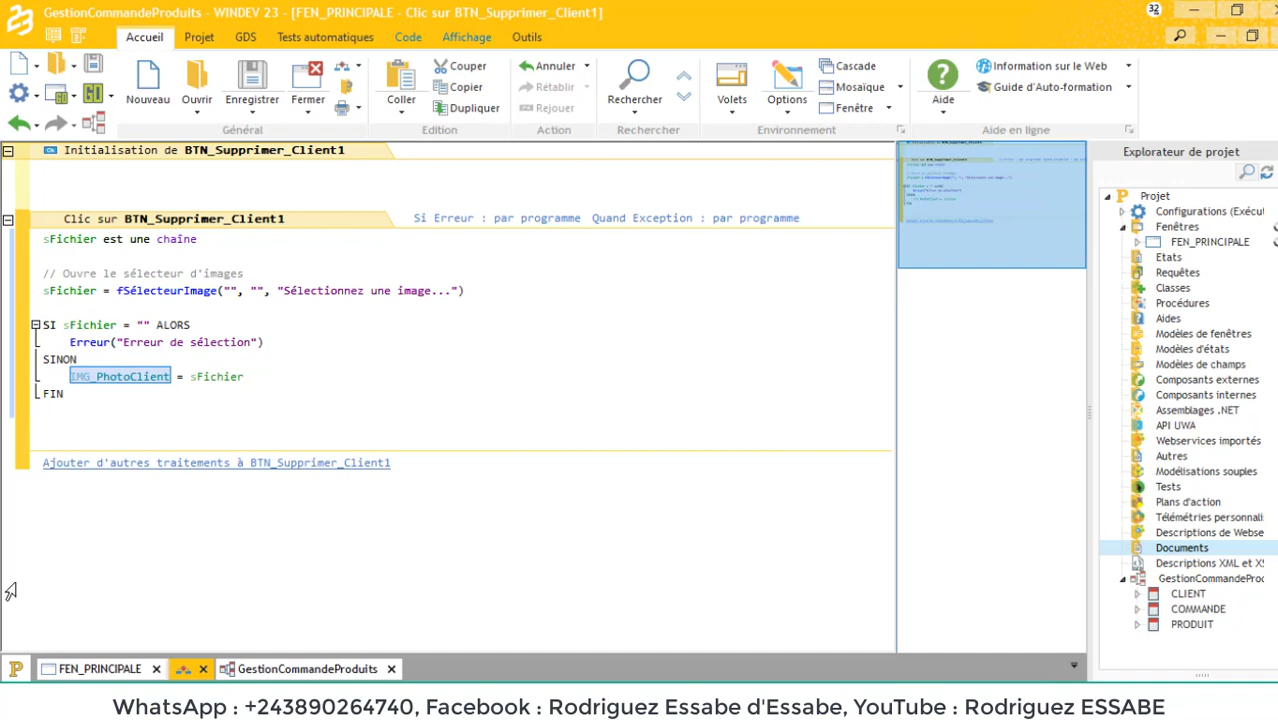 GestionCommandeProduits - WINDEV 23 - [FEN_PRINCIPALE - Clic sur BTN_Supprimer_Client1]
32
Accueil Projet GDS Tests automatiques Code Affichage Outils
Nouveau
Ouvrir
Enregistrer
Fermer
Général
Coller
Couper
Copier
Dupliquer
Edition
Annuler
Rétablir
Rejouer
Action
Rechercher
Rechercher
Volets
Options
Cascade
Mosaïque
Fenêtre
Environnement
Aide
Information sur le Web
Guide d'Auto-formation
Aide en ligne
Initialisation de BTN_Supprimer_Client1
Clic sur BTN_Supprimer_Client1 Si Erreur : par programme Quand Exception : par programme
sFichier est une chaîne
// Ouvre le sélecteur d'images
sFichier = fSélecteurImage("", "", "Sélectionnez une image...")
SI sFichier = "" ALORS
Erreur("Erreur de sélection")
SINON
IMG_PhotoClient = sFichier
FIN
Ajouter d'autres traitements à BTN_Supprimer_Client1
Explorateur de projet
Projet
Configurations (Exécut
Fenêtres
FEN_PRINCIPALE
Etats
Requêtes
Classes
Procédures
Aides
Modèles de fenêtres
Modèles d'états
Modèles de champs
Composants externes
Composants internes
Assemblages .NET
API UWA
Webservices importés
Autres
Modélisations souples
Tests
Plans d'action
Télémétries personnali
Descriptions de Webse
Documents
Descriptions XML et XS
GestionCommandePro
CLIENT
COMMANDE
PRODUIT
FEN_PRINCIPALE
GestionCommandeProduits
WhatsApp : +243890264740, Facebook : Rodriguez Essabe d'Essabe, YouTube : Rodriguez ESSABE